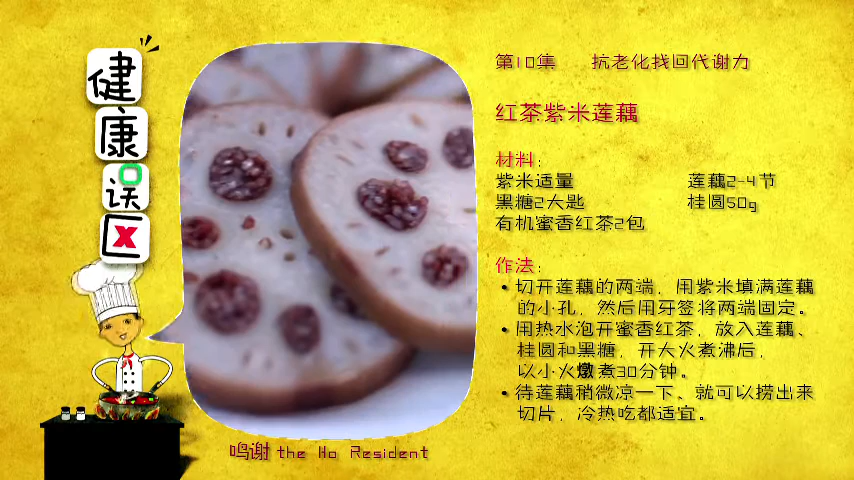 健康
话区
第10集 抗老化找回代谢力
红茶紫米莲藕
材料:
紫米适量 莲藕2-4节
黑糖2大匙 桂圆50g
有机蜜香红茶2包
作法:
• 切开莲藕的两端，用紫米填满莲藕
的小孔，然后用牙签将两端固定。
• 用热水泡开蜜香红茶，放入莲藕、
桂圆和黑糖，开大火煮沸后，
以小火燉煮30分钟。
• 待莲藕稍微凉一下、就可以捞出来
切片，冷热吃都适宜。
鸣谢 the Ho Resident